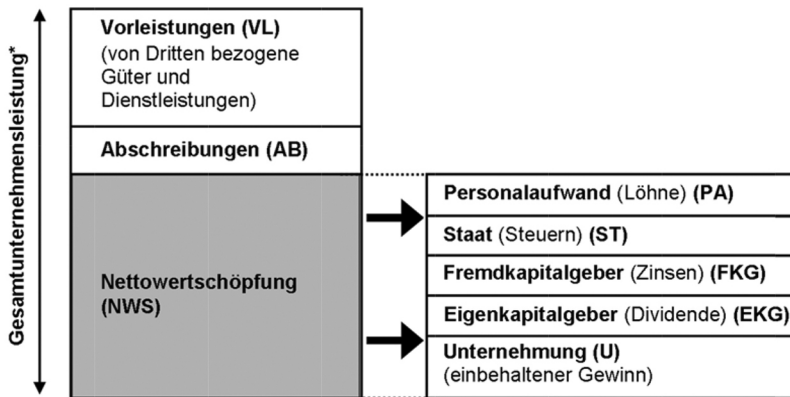 Gesamtunternehmensleistung*
Vorleistungen (VL)
(von Dritten bezogene
Güter und
Dienstleistungen)
Abschreibungen (AB)
Nettowertschöpfung
(NWS)
Personalaufwand (Löhne) (PA)
Staat (Steuern) (ST)
Fremdkapitalgeber (Zinsen) (FKG)
Eigenkapitalgeber (Dividende) (EKG)
Unternehmung (U)
(einbehaltener Gewinn)